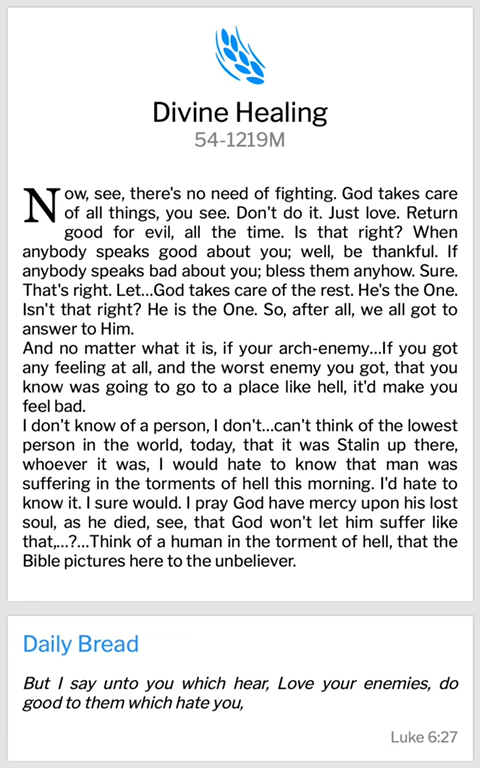 Divine Healing
54-1219M
Now, see, there's no need of fighting. God takes care
of all things, you see. Don't do it. Just love. Return
good for evil, all the time. Is that right? When
anybody speaks good about you; well, be thankful. If
anybody speaks bad about you; bless them anyhow. Sure.
That's right. Let...God takes care of the rest. He's the One.
Isn't that right? He is the One. So, after all, we all got to
answer to Him.
And no matter what it is, if your arch-enemy...If you got
any feeling at all, and the worst enemy you got, that you
know was going to go to a place like hell, it'd make you
feel bad.
I don't know of a person, I don't...can't think of the lowest
person in the world, today, that it was Stalin up there,
whoever it was, I would hate to know that man was
suffering in the torments of hell this morning. I'd hate to
know it. I sure would. I pray God have mercy upon his lost
soul, as he died, see, that God won't let him suffer like
that,...?...Think of a human in the torment of hell, that the
Bible pictures here to the unbeliever.
Daily Bread
But I say unto you which hear, Love your enemies, do
good to them which hate you,
Luke 6:27